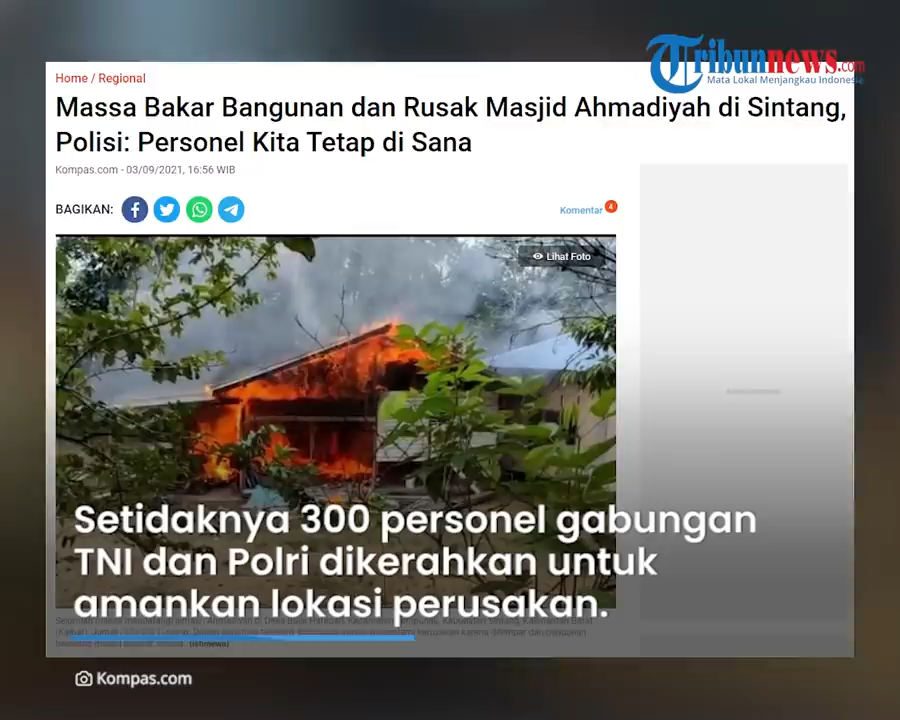 Tribunnews.com
Mata Lokal Menjangkau Indonesia
Home / Regional
Massa Bakar Bangunan dan Rusak Masjid Ahmadiyah di Sintang,
Polisi: Personel Kita Tetap di Sana
Kompas.com - 03/09/2021, 16:56 WIB
BAGIKAN:
Komentar 4
Lihat Foto
Setidaknya 300 personel gabungan
TNI dan Polri dikerahkan untuk
amankan lokasi perusakan.
Kompas.com